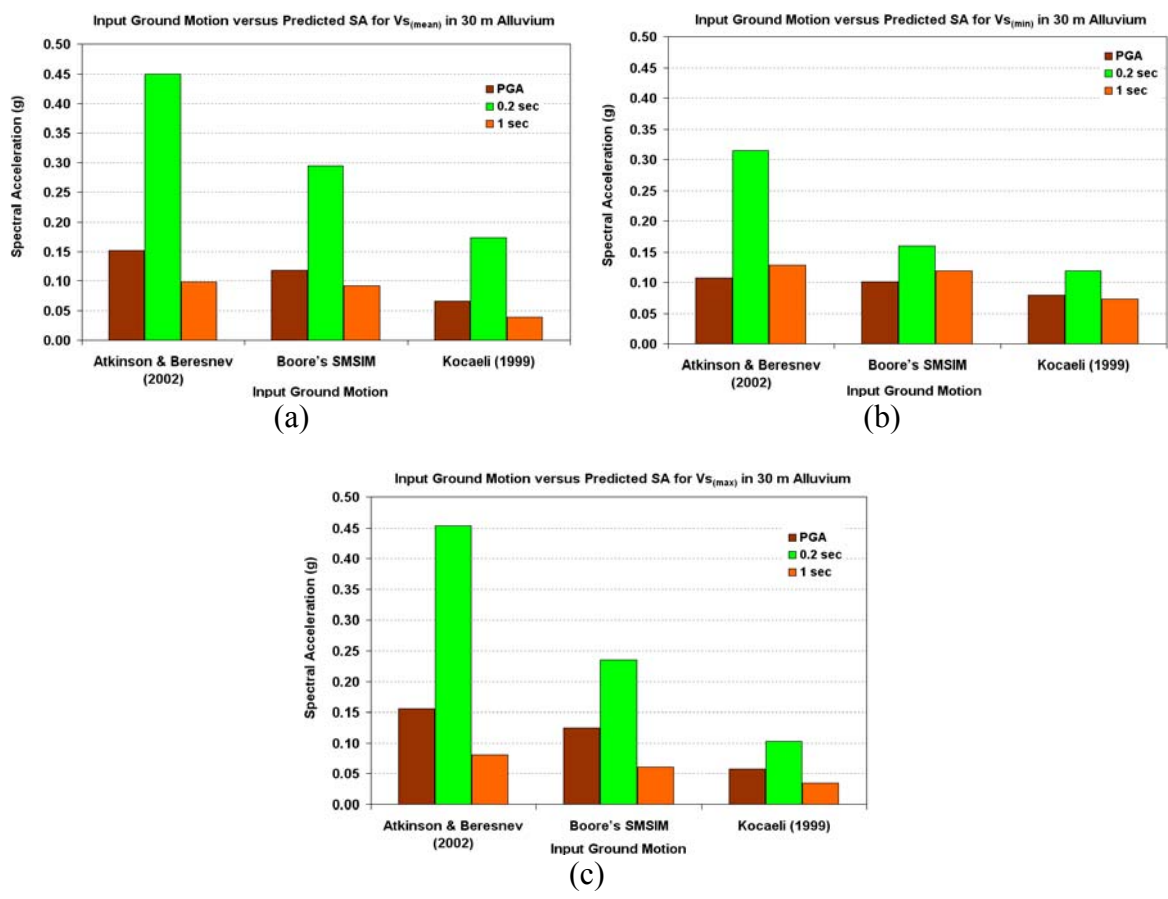 Input Ground Motion versus Predicted SA for Vs(mean) in 30 m Alluvium
0.50
0.45
0.40
0.35
0.30
0.25
0.20
0.15
0.10
0.05
0.00
Spectral Acceleration (g)
PGA
0.2 sec
1 sec
Atkinson & Beresnev
(2002)
Boore's SMSIM
Kocaeli (1999)
Input Ground Motion
(a)
Input Ground Motion versus Predicted SA for Vs(min) in 30 m Alluvium
0.50
0.45
0.40
0.35
0.30
0.25
0.20
0.15
0.10
0.05
0.00
Spectral Acceleration (g)
PGA
0.2 sec
1 sec
Atkinson & Beresnev
(2002)
Boore's SMSIM
Kocaeli (1999)
Input Ground Motion
(b)
Input Ground Motion versus Predicted SA for Vs(max) in 30 m Alluvium
0.50
0.45
0.40
0.35
0.30
0.25
0.20
0.15
0.10
0.05
0.00
Spectral Acceleration (g)
PGA
0.2 sec
1 sec
Atkinson & Beresnev
(2002)
Boore's SMSIM
Kocaeli (1999)
Input Ground Motion
(c)